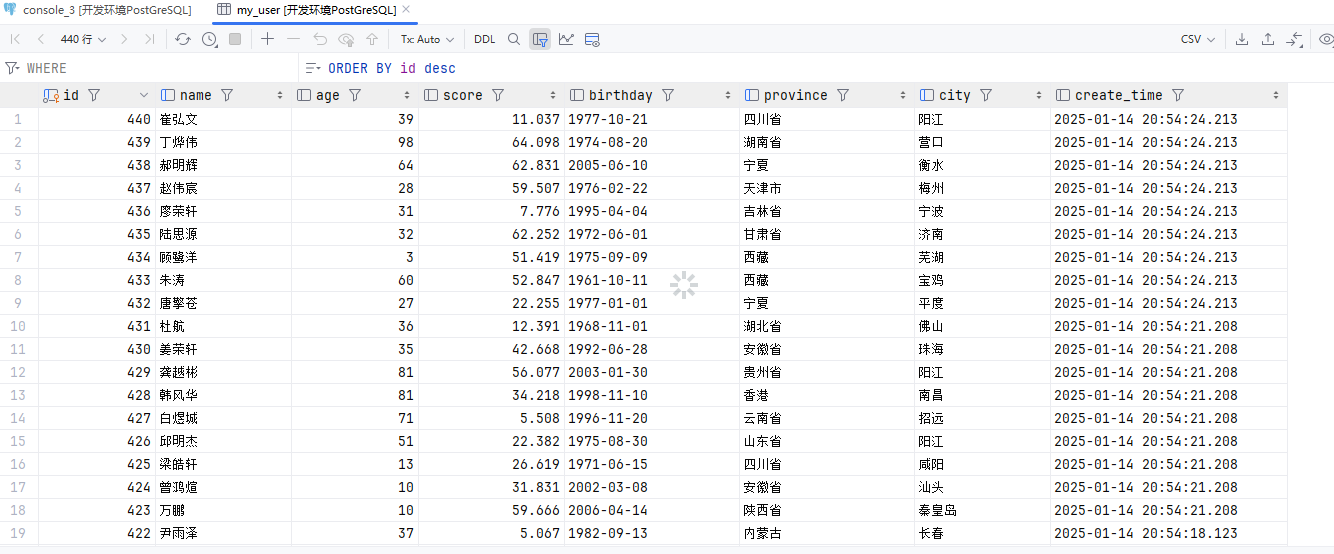 console_3 [开发环境PostGreSQL] my_user [开发环境PostGreSQL]
440 行 Tx: Auto DDL CSV
WHERE ORDER BY id desc
id name age score birthday province city create_time
1 440 崔弘文 39 11.037 1977-10-21 四川省 阳江 2025-01-14 20:54:24.213
2 439 丁烨伟 98 64.098 1974-08-20 湖南省 营口 2025-01-14 20:54:24.213
3 438 郝明辉 64 62.831 2005-06-10 宁夏 衡水 2025-01-14 20:54:24.213
4 437 赵伟宸 28 59.507 1976-02-22 天津市 梅州 2025-01-14 20:54:24.213
5 436 廖荣轩 31 7.776 1995-04-04 吉林省 宁波 2025-01-14 20:54:24.213
6 435 陆思源 32 62.252 1972-06-01 甘肃省 济南 2025-01-14 20:54:24.213
7 434 顾鹭洋 3 51.419 1975-09-09 西藏 芜湖 2025-01-14 20:54:24.213
8 433 朱涛 60 52.847 1961-10-11 西藏 宝鸡 2025-01-14 20:54:24.213
9 432 唐擎苍 27 22.255 1977-01-01 宁夏 平度 2025-01-14 20:54:24.213
10 431 杜航 36 12.391 1968-11-01 湖北省 佛山 2025-01-14 20:54:21.208
11 430 姜荣轩 35 42.668 1992-06-28 安徽省 珠海 2025-01-14 20:54:21.208
12 429 龚越彬 81 56.077 2003-01-30 贵州省 阳江 2025-01-14 20:54:21.208
13 428 韩风华 81 34.218 1998-11-10 香港 南昌 2025-01-14 20:54:21.208
14 427 白煜城 71 5.508 1996-11-20 云南省 招远 2025-01-14 20:54:21.208
15 426 邱明杰 51 22.382 1975-08-30 山东省 阳江 2025-01-14 20:54:21.208
16 425 梁皓轩 13 26.619 1971-06-15 四川省 咸阳 2025-01-14 20:54:21.208
17 424 曾鸿煊 10 31.831 2002-03-08 安徽省 汕头 2025-01-14 20:54:21.208
18 423 万鹏 10 59.666 2006-04-14 陕西省 秦皇岛 2025-01-14 20:54:21.208
19 422 尹雨泽 37 5.067 1982-09-13 内蒙古 长春 2025-01-14 20:54:18.123